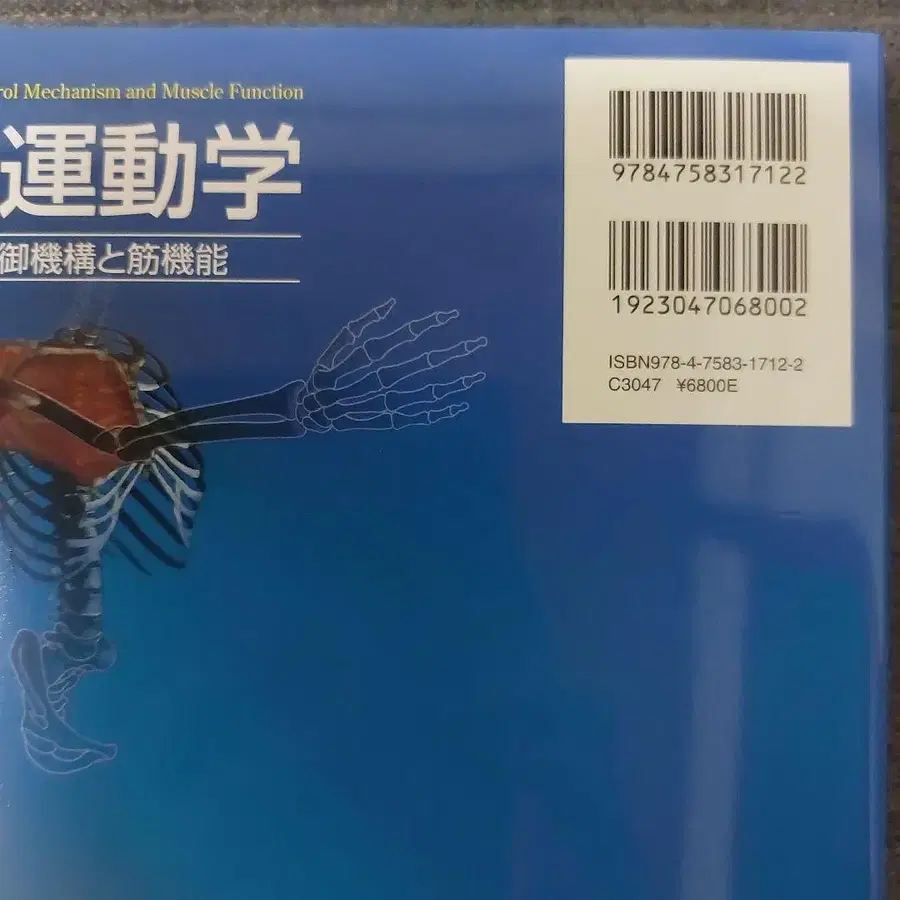 rol Mechanism and Muscle Function
運動学
御機構と筋機能
9784758317122
1923047068002
ISBN978-4-7583-1712-2
C3047 ¥6800E